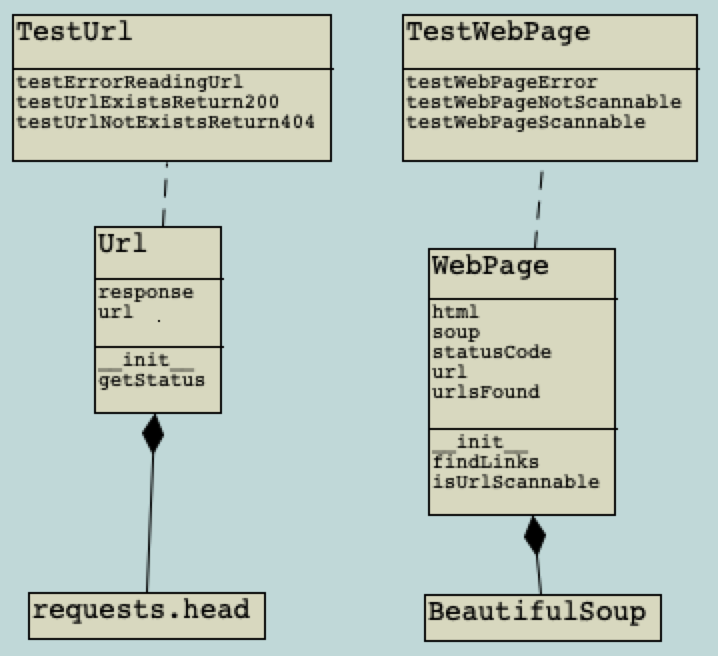 TestUrl
testErrorReadingUrl
testUrlExistsReturn200
testUrlNotExistsReturn404
TestWebPage
testWebPageError
testWebPageNotScannable
testWebPageScannable
Url
response
url
__init__
getStatus
WebPage
html
soup
statusCode
url
urlsFound
__init__
findLinks
isUrlScannable
requests.head
BeautifulSoup